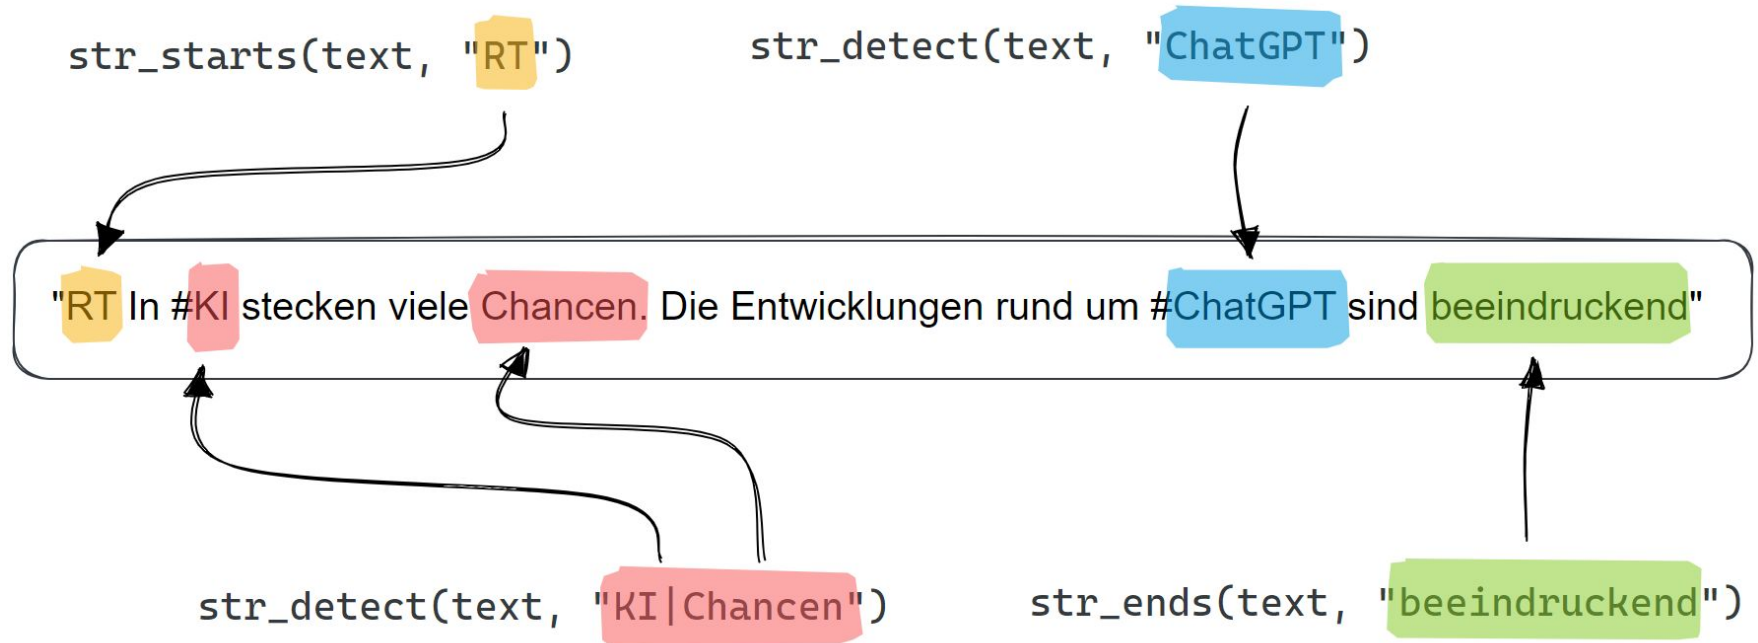 str_starts(text, "RT")
str_detect(text, "ChatGPT")
"RT In #KI stecken viele Chancen. Die Entwicklungen rund um #ChatGPT sind beeindruckend"
str_detect(text, "KI|Chancen")
str_ends(text, "beeindruckend")